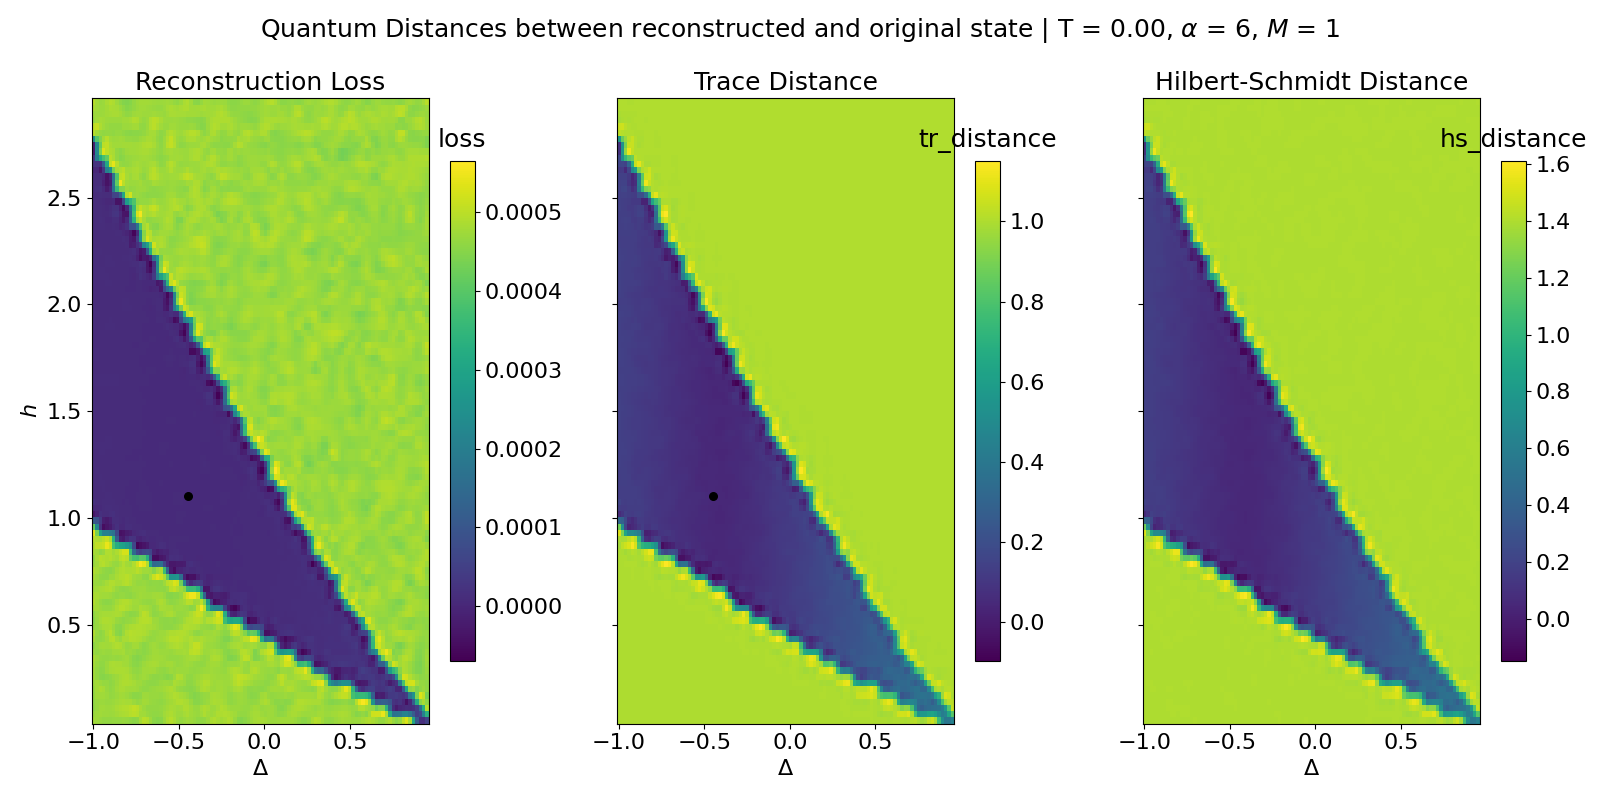 Quantum Distances between reconstructed and original state | T = 0.00, α = 6, M = 1
Reconstruction Loss
Trace Distance
Hilbert-Schmidt Distance
loss
tr_distance
hs_distance
h
2.5
2.0
1.5
1.0
0.5
0.0005
0.0004
0.0003
0.0002
0.0001
0.0000
1.0
0.8
0.6
0.4
0.2
0.0
1.6
1.4
1.2
1.0
0.8
0.6
0.4
0.2
0.0
−1.0 −0.5 0.0 0.5
−1.0 −0.5 0.0 0.5
−1.0 −0.5 0.0 0.5
Δ
Δ
Δ